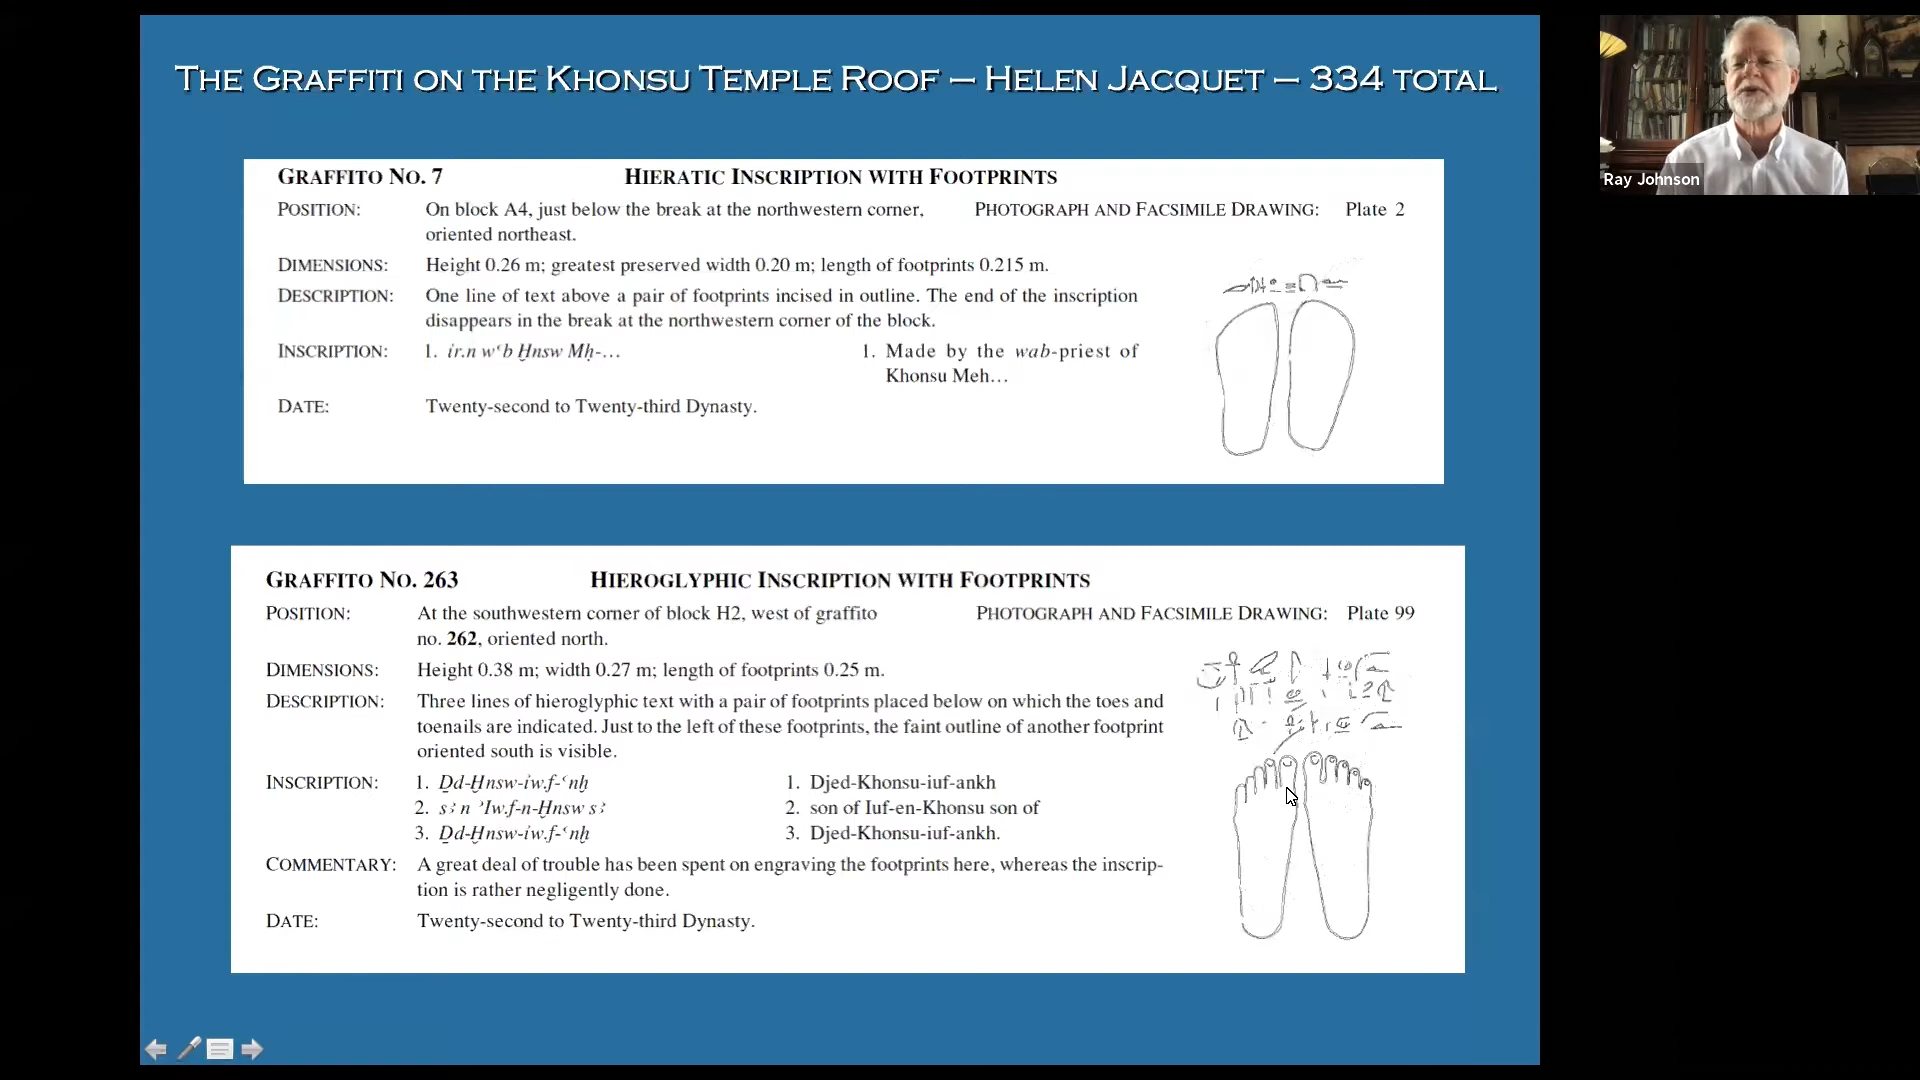 THE GRAFFITI ON THE KHONSU TEMPLE ROOF – HELEN JACQUET – 334 TOTAL
Ray Johnson
GRAFFITO NO. 7 HIERATIC INSCRIPTION WITH FOOTPRINTS
POSITION: On block A4, just below the break at the northwestern corner, PHOTOGRAPH AND FACSIMILE DRAWING: Plate 2
oriented northeast.
DIMENSIONS: Height 0.26 m; greatest preserved width 0.20 m; length of footprints 0.215 m.
DESCRIPTION: One line of text above a pair of footprints incised in outline. The end of the inscription
disappears in the break at the northwestern corner of the block.
INSCRIPTION: 1. ir.n wꜥb H̱nsw Mḥ-… 1. Made by the wab-priest of
Khonsu Meh…
DATE: Twenty-second to Twenty-third Dynasty.
GRAFFITO NO. 263 HIEROGLYPHIC INSCRIPTION WITH FOOTPRINTS
POSITION: At the southwestern corner of block H2, west of graffito PHOTOGRAPH AND FACSIMILE DRAWING: Plate 99
no. 262, oriented north.
DIMENSIONS: Height 0.38 m; width 0.27 m; length of footprints 0.25 m.
DESCRIPTION: Three lines of hieroglyphic text with a pair of footprints placed below on which the toes and
toenails are indicated. Just to the left of these footprints, the faint outline of another footprint
oriented south is visible.
INSCRIPTION: 1. Ḏd-Ḫnsw-iw.f-ꜥnḫ 1. Djed-Khonsu-iuf-ankh
2. sꜣ n ʾIw.f-n-Ḫnsw sꜣ 2. son of Iuf-en-Khonsu son of
3. Ḏd-Ḫnsw-iw.f-ꜥnḫ 3. Djed-Khonsu-iuf-ankh.
COMMENTARY: A great deal of trouble has been spent on engraving the footprints here, whereas the inscrip-
tion is rather negligently done.
DATE: Twenty-second to Twenty-third Dynasty.